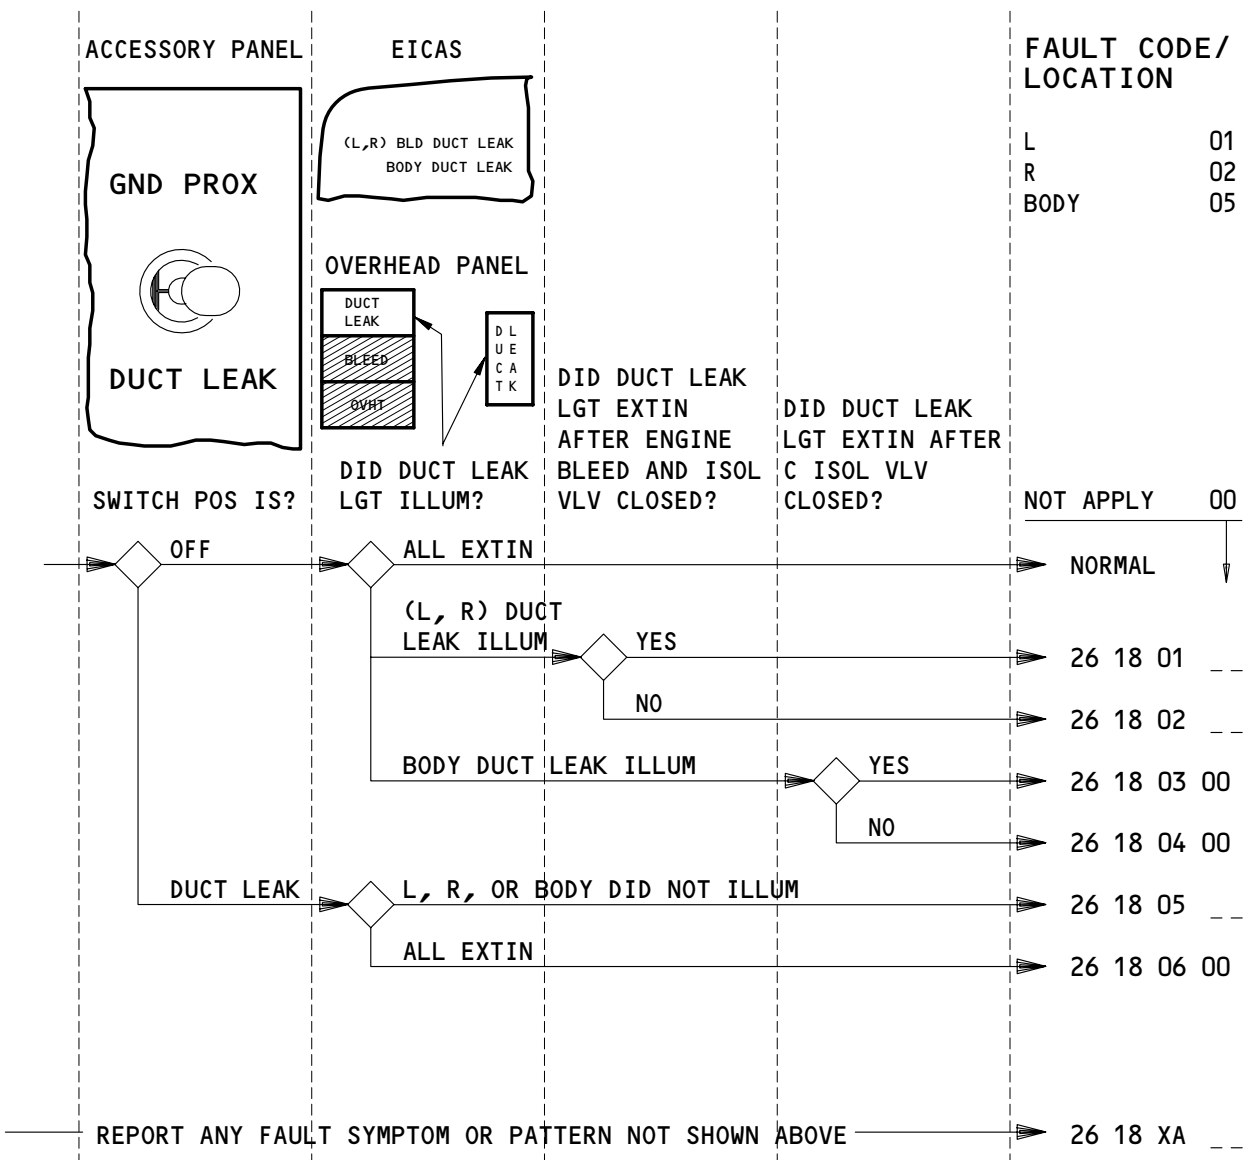 ACCESSORY PANEL
GND PROX
DUCT LEAK
SWITCH POS IS?
EICAS
(L,R) BLD DUCT LEAK
BODY DUCT LEAK
OVERHEAD PANEL
DUCT
LEAK
BLEED
OVHT
D L
U E
C A
T K
DID DUCT LEAK
LGT ILLUM?
DID DUCT LEAK
LGT EXTIN
AFTER ENGINE
BLEED AND ISOL
VLV CLOSED?
DID DUCT LEAK
LGT EXTIN AFTER
C ISOL VLV
CLOSED?
FAULT CODE/
LOCATION
L 01
R 02
BODY 05
NOT APPLY 00
OFF
ALL EXTIN
NORMAL
(L, R) DUCT
LEAK ILLUM
YES
26 18 01 _ _
NO
26 18 02 _ _
BODY DUCT LEAK ILLUM
YES
26 18 03 00
NO
26 18 04 00
DUCT LEAK
L, R, OR BODY DID NOT ILLUM
26 18 05 _ _
ALL EXTIN
26 18 06 00
REPORT ANY FAULT SYMPTOM OR PATTERN NOT SHOWN ABOVE
26 18 XA _ _